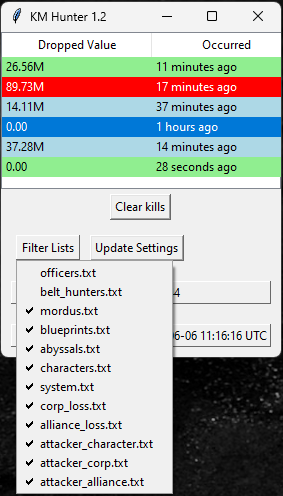 KM Hunter 1.2
Dropped Value Occurred
26.56M 11 minutes ago
89.73M 17 minutes ago
14.11M 37 minutes ago
0.00 1 hours ago
37.28M 14 minutes ago
0.00 28 seconds ago
Clear kills
Filter Lists Update Settings
officers.txt
belt_hunters.txt
4
mordus.txt
blueprints.txt
06-06 11:16:16 UTC
abyssals.txt
characters.txt
system.txt
corp_loss.txt
alliance_loss.txt
attacker_character.txt
attacker_corp.txt
attacker_alliance.txt